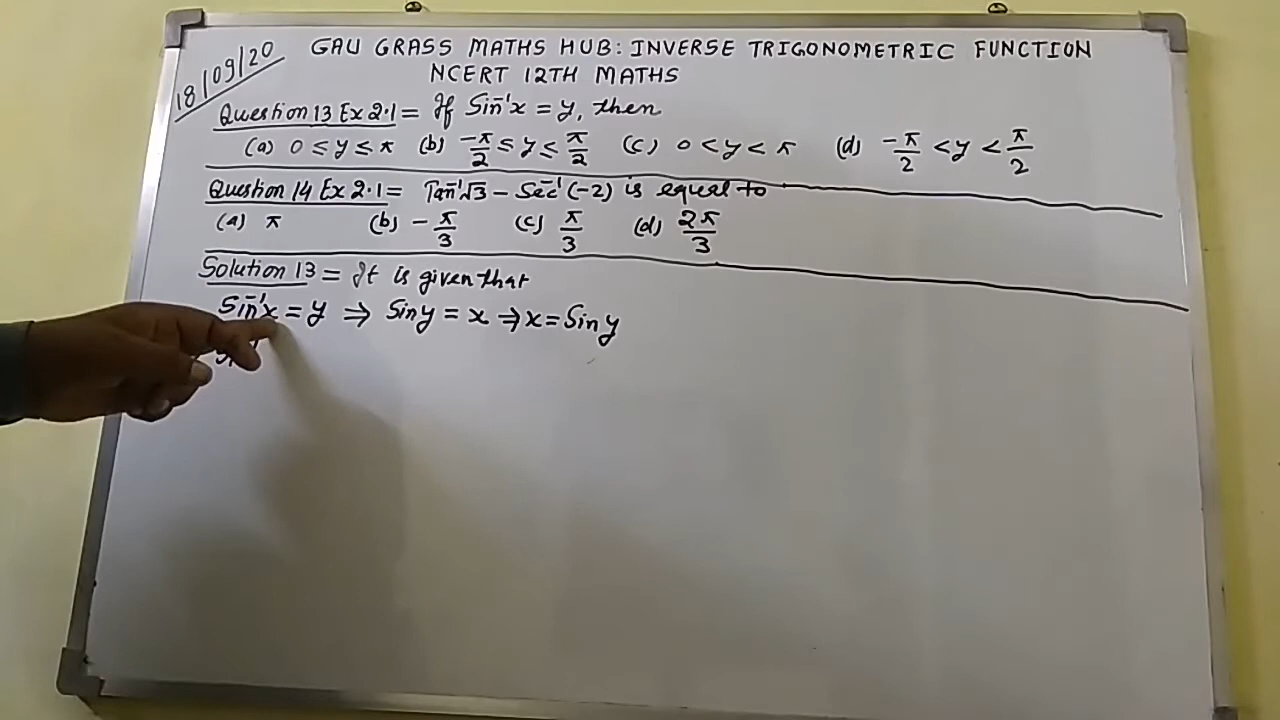 18/09/20
GAU GRASS MATHS HUB: INVERSE TRIGONOMETRIC FUNCTION
NCERT 12TH MATHS
Question 13 Ex 2.1 = If Sin⁻¹x = y, then
(a) 0 ≤ y ≤ π (b) -π/2 ≤ y ≤ π/2 (c) 0 < y < π (d) -π/2 < y < π/2
Question 14 Ex 2.1 = Tan⁻¹√3 - Sec⁻¹(-2) is equal to
(a) π (b) -π/3 (c) π/3 (d) 2π/3
Solution 13 = It is given that
Sin⁻¹x = y ⇒ Sin y = x ⇒ x = Sin y